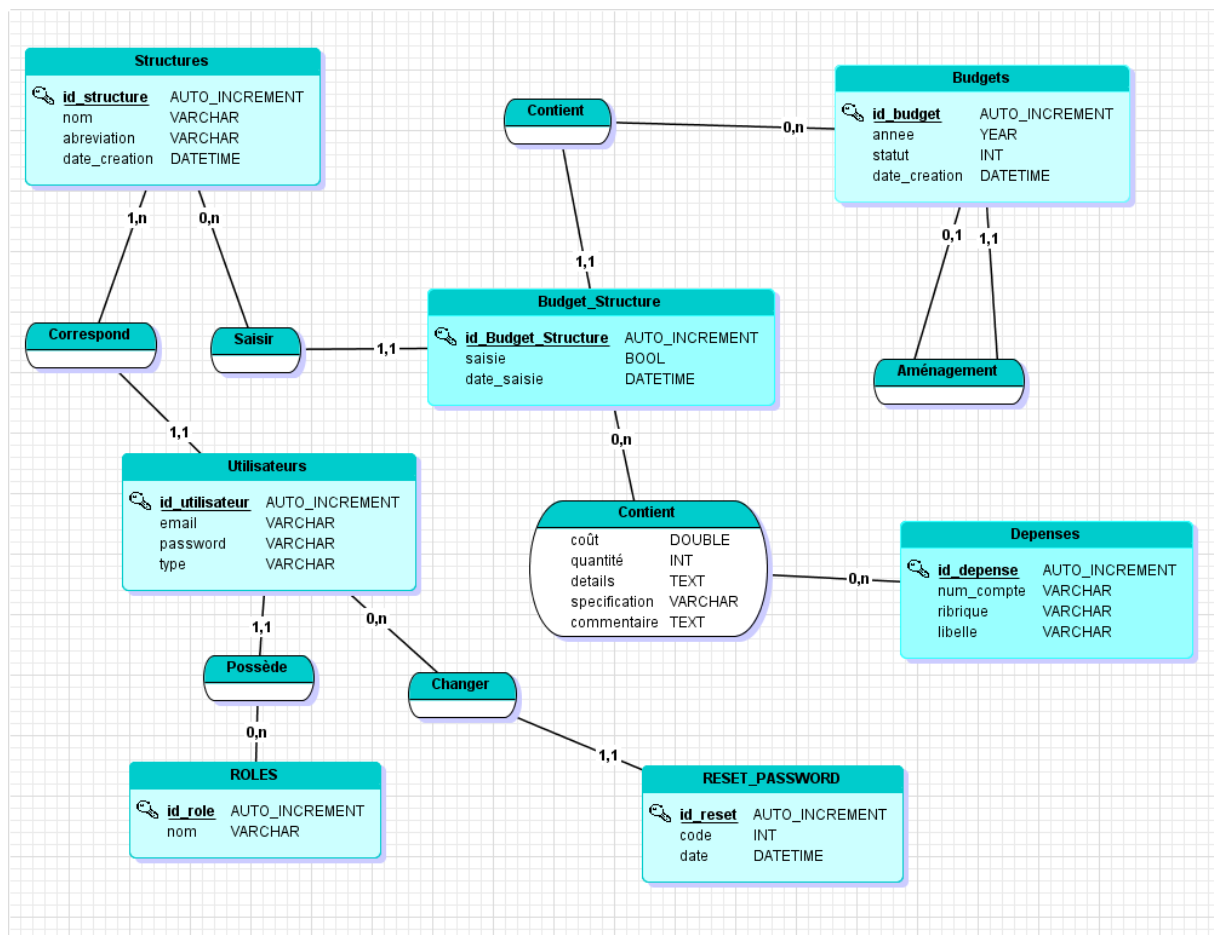 Structures
id_structure AUTO_INCREMENT
nom VARCHAR
abreviation VARCHAR
date_creation DATETIME
Contient
Budgets
id_budget AUTO_INCREMENT
annee YEAR
statut INT
date_creation DATETIME
0,n
1,n
0,n
0,1
1,1
1,1
Budget_Structure
id_Budget_Structure AUTO_INCREMENT
saisie BOOL
date_saisie DATETIME
Correspond
Saisir
1,1
Aménagement
1,1
0,n
Utilisateurs
id_utilisateur AUTO_INCREMENT
email VARCHAR
password VARCHAR
type VARCHAR
Contient
coût DOUBLE
quantité INT
details TEXT
specification VARCHAR
commentaire TEXT
0,n
Depenses
id_depense AUTO_INCREMENT
num_compte VARCHAR
ribrique VARCHAR
libelle VARCHAR
1,1
0,n
Possède
Changer
0,n
1,1
ROLES
id_role AUTO_INCREMENT
nom VARCHAR
RESET_PASSWORD
id_reset AUTO_INCREMENT
code INT
date DATETIME